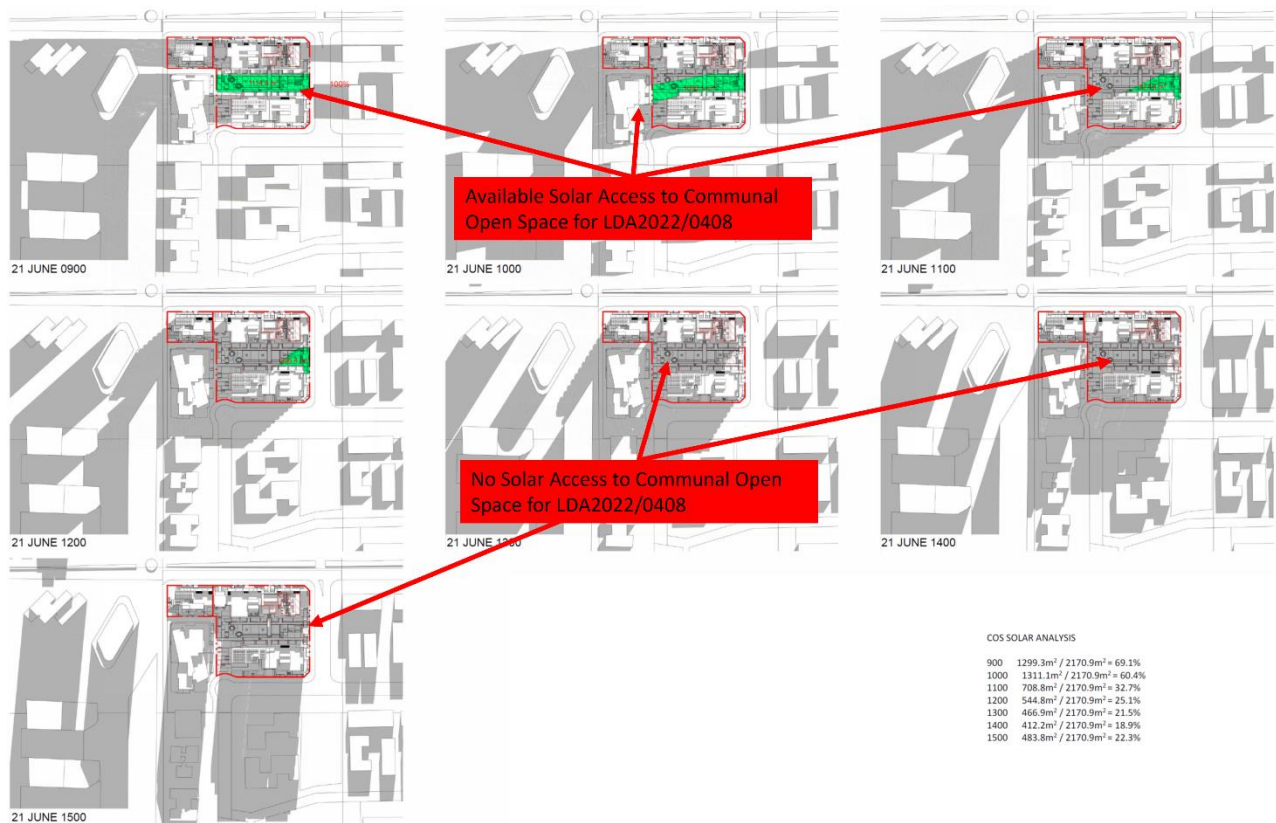 100%
21 JUNE 0900
21 JUNE 1000
21 JUNE 1100
Available Solar Access to Communal
Open Space for LDA2022/0408
21 JUNE 1200
21 JUNE 1300
21 JUNE 1400
No Solar Access to Communal Open
Space for LDA2022/0408
21 JUNE 1500
COS SOLAR ANALYSIS
900 1299.3m² / 2170.9m² = 69.1%
1000 1311.1m² / 2170.9m² = 60.4%
1100 708.8m² / 2170.9m² = 32.7%
1200 544.8m² / 2170.9m² = 25.1%
1300 466.9m² / 2170.9m² = 21.5%
1400 412.2m² / 2170.9m² = 18.9%
1500 483.8m² / 2170.9m² = 22.3%